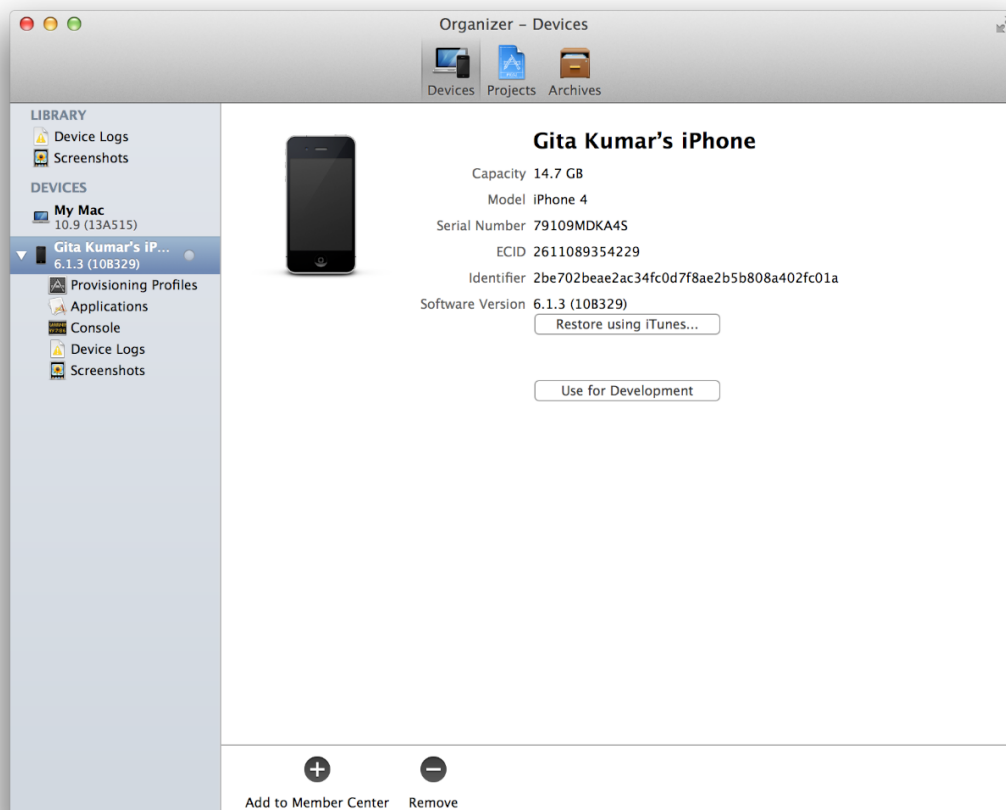 Organizer – Devices
Devices
Projects
Archives
LIBRARY
Device Logs
Screenshots
DEVICES
My Mac
10.9 (13A515)
Gita Kumar's iP...
6.1.3 (10B329)
Provisioning Profiles
Applications
Console
Device Logs
Screenshots
Gita Kumar's iPhone
Capacity 14.7 GB
Model iPhone 4
Serial Number 79109MDKA4S
ECID 2611089354229
Identifier 2be702beae2ac34fc0d7f8ae2b5b808a402fc01a
Software Version 6.1.3 (10B329)
Restore using iTunes...
Use for Development
Add to Member Center
Remove